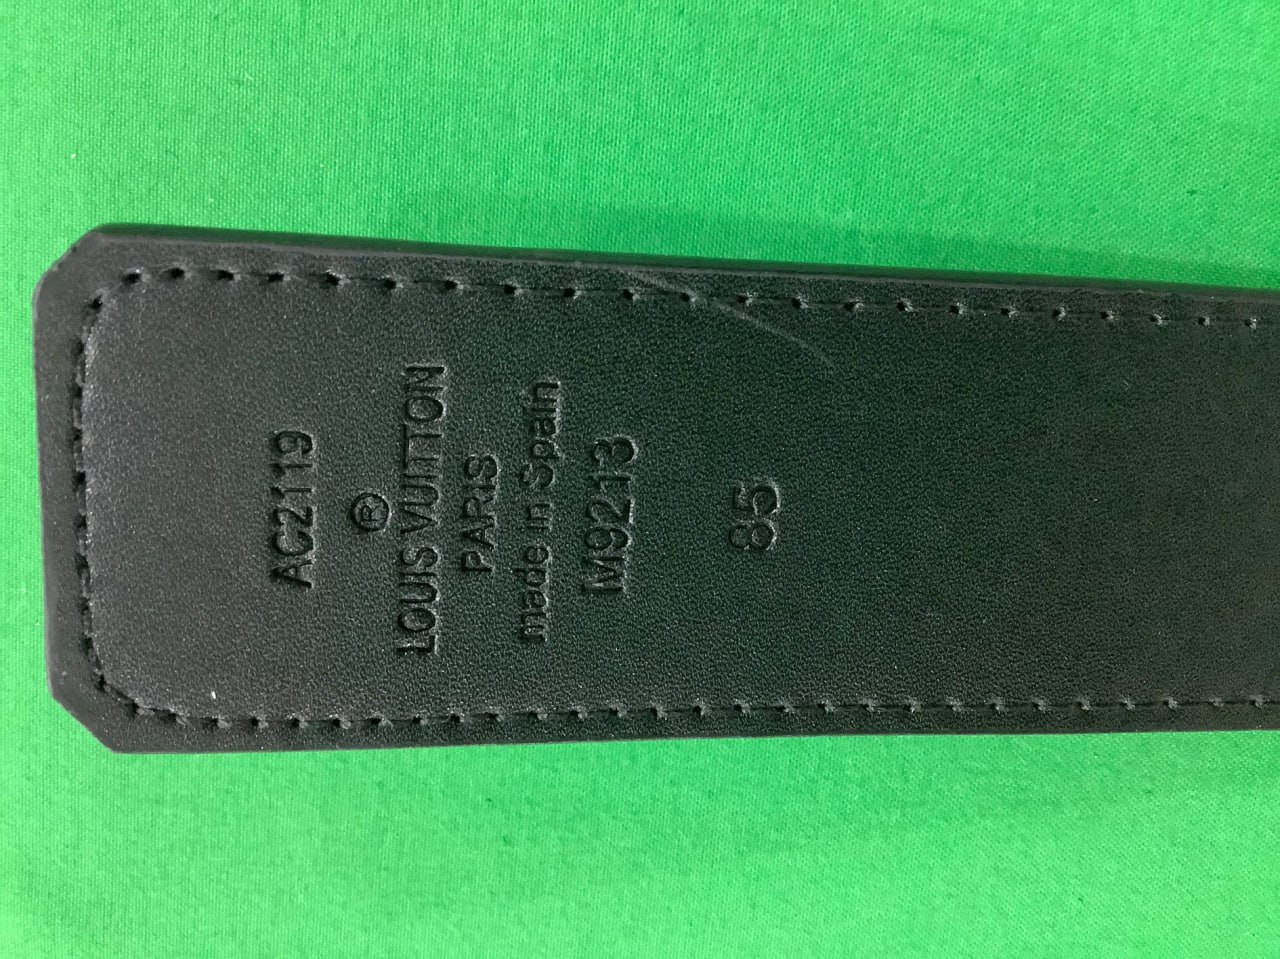 AC2119
®
LOUIS VUITTON
PARIS
made in Spain
M9213
85